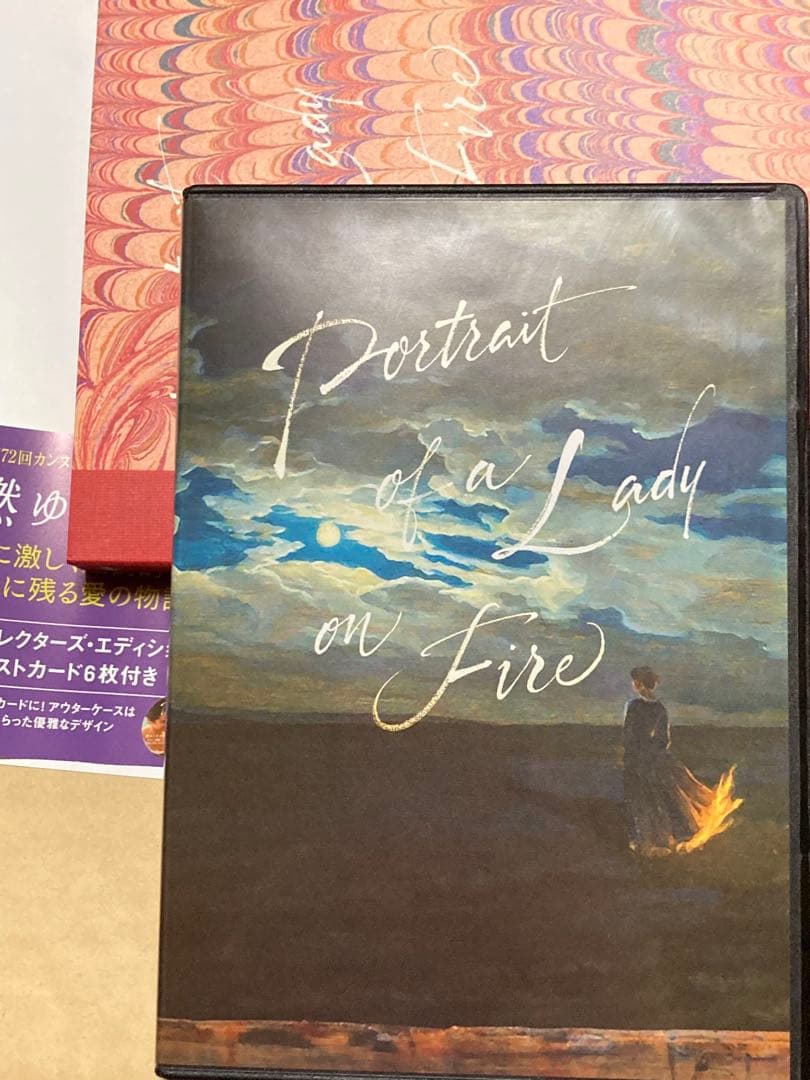 ady
Fire
Portrait
of a Lady
on Fire
72回カンヌ
燃ゆ
に激し
に残る愛の物語
レクターズ・エディショ
ストカード6枚付き
カードに!アウターケースは
らった優雅なデザイン